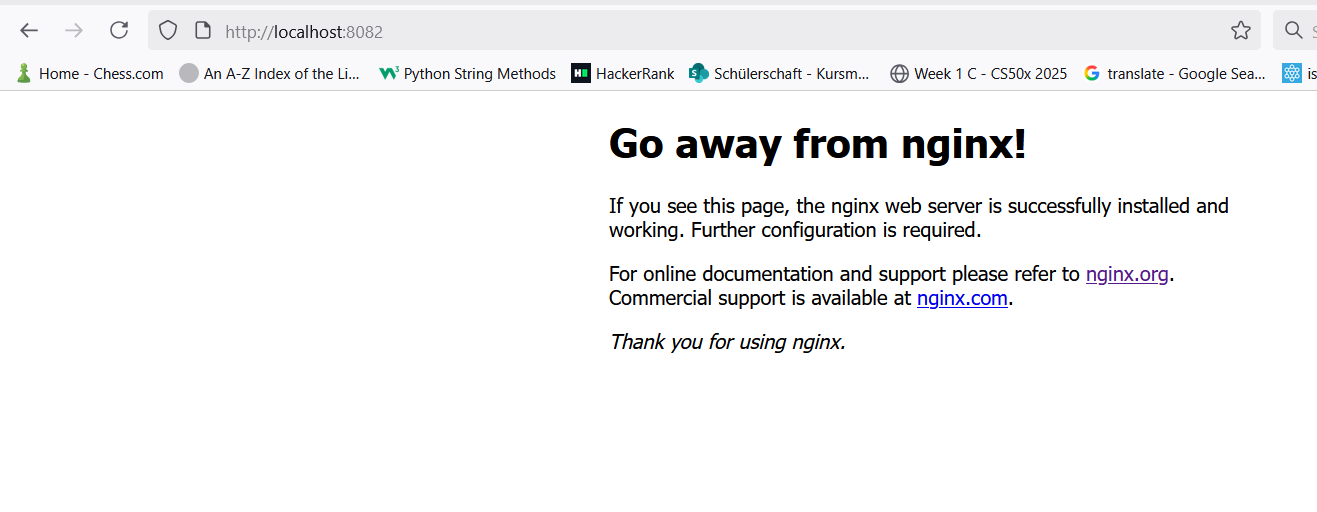 http://localhost:8082
Home - Chess.com An A-Z Index of the Li... W3 Python String Methods H HackerRank S Schülerschaft - Kursm... Week 1 C - CS50x 2025 G translate - Google Sea... is
Go away from nginx!
If you see this page, the nginx web server is successfully installed and
working. Further configuration is required.
For online documentation and support please refer to nginx.org.
Commercial support is available at nginx.com.
Thank you for using nginx.